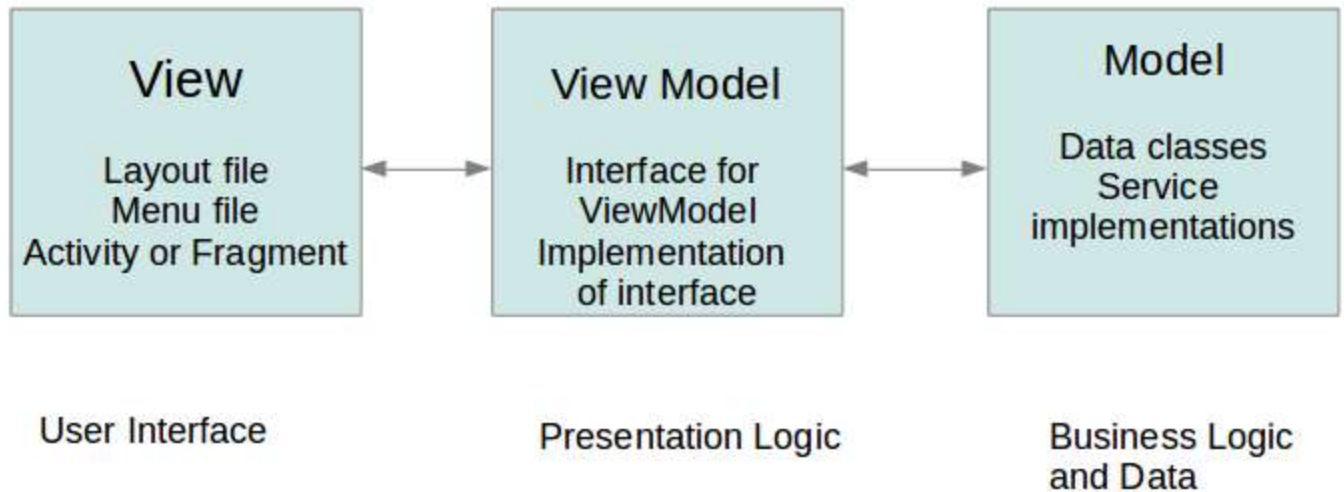 View
Layout file
Menu file
Activity or Fragment
View Model
Interface for
ViewModel
Implementation
of interface
Model
Data classes
Service
implementations
User Interface
Presentation Logic
Business Logic
and Data